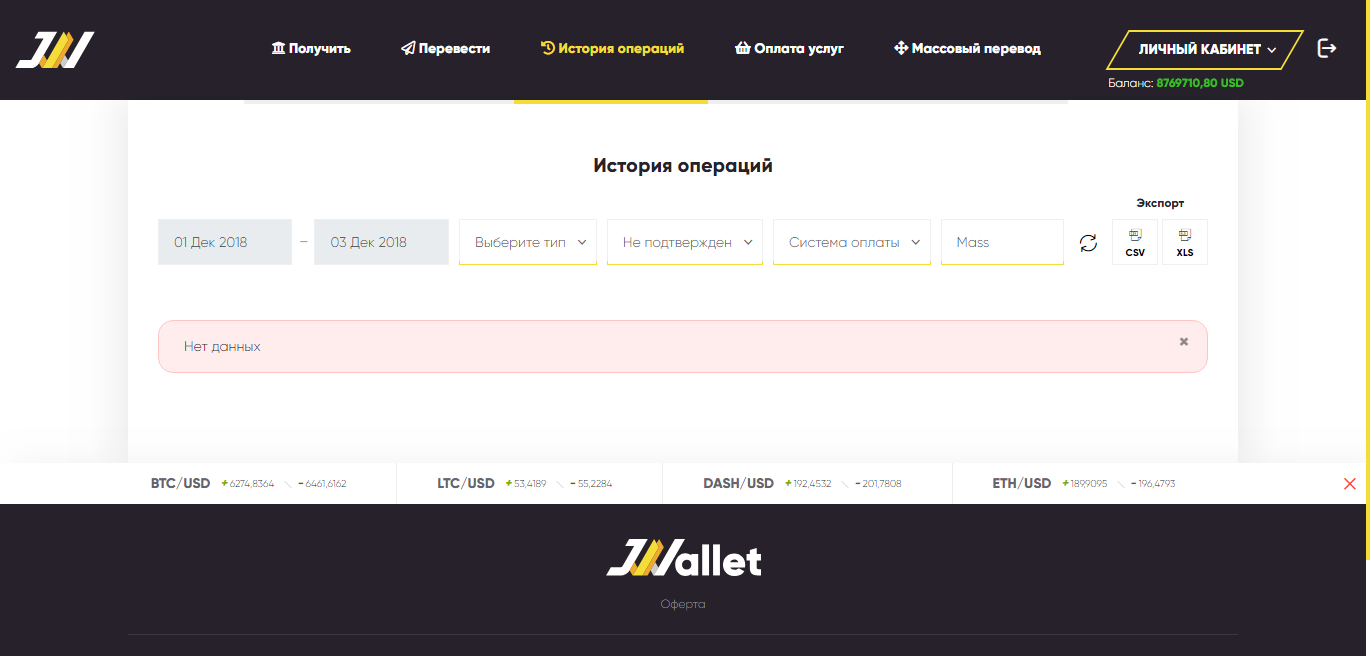 JW
Получить
Перевести
История операций
Оплата услуг
Массовый перевод
ЛИЧНЫЙ КАБИНЕТ
Баланс: 8769710,80 USD
История операций
Экспорт
01 Дек 2018 – 03 Дек 2018
Выберите тип
Не подтвержден
Система оплаты
Mass
CSV
XLS
Нет данных
BTC/USD + 6274,8364 - 6461,6162
LTC/USD + 53,4189 - 55,2284
DASH/USD + 192,4532 - 201,7808
ETH/USD + 189,9095 - 196,4793
JWallet
Оферта